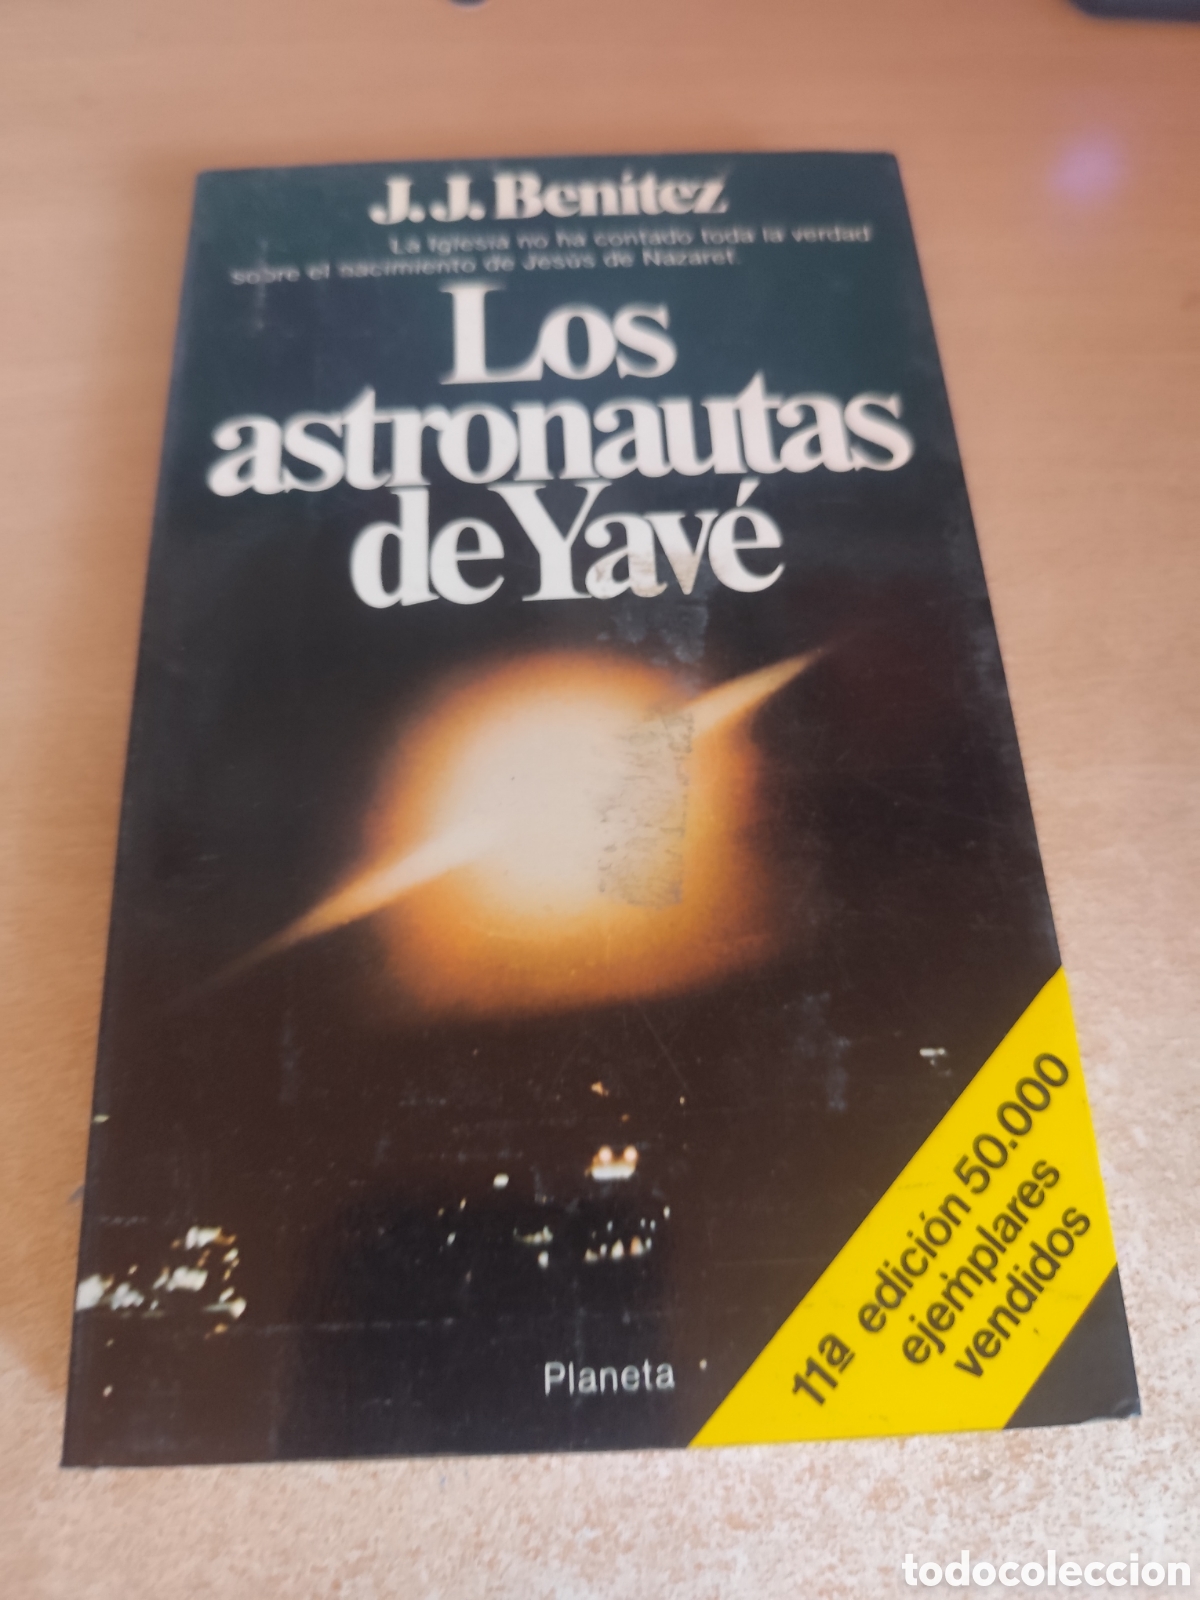 J.J. Benítez
La Iglesia no ha contado toda la verdad
sobre el nacimiento de Jesús de Nazaret.
Los
astronautas
de Yavé
11ª edición 50.000
ejemplares
vendidos
Planeta
todocoleccion